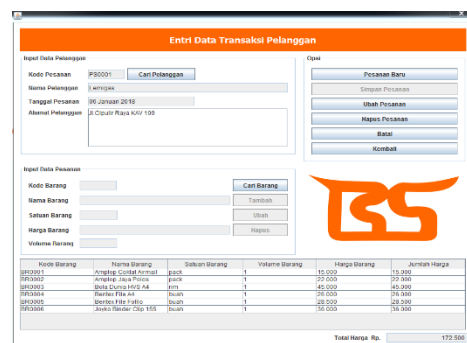 Entri Data Transaksi Pelanggan
Input Data Pelanggan
Kode Pesanan PS0001 Cari Pelanggan
Nama Pelanggan Lemigas
Tanggal Pesanan 06 Januari 2018
Alamat Pelanggan Jl.Ciputir Raya KAV 100
Opsi
Pesanan Baru
Simpan Pesanan
Ubah Pesanan
Hapus Pesanan
Batal
Kembali
Input Data Pesanan
Kode Barang Cari Barang
Nama Barang Tambah
Satuan Barang Ubah
Harga Barang Hapus
Volume Barang
BS
Kode Barang Nama Barang Satuan Barang Volume Barang Harga Barang Jumlah Harga
BR0001 Amplop Coklat Airmail pack 1 15.000 15.000
BR0002 Amplop Jaya Polos pack 1 22.000 22.000
BR0003 Bola Dunia HVS A4 rim 1 45.000 45.000
BR0004 Bentex File A4 buah 1 26.000 26.000
BR0005 Bentex File Folio buah 1 28.500 28.500
BR0006 Joyko Binder Clip 155 buah 1 36.000 36.000
Total Harga Rp. 172.500